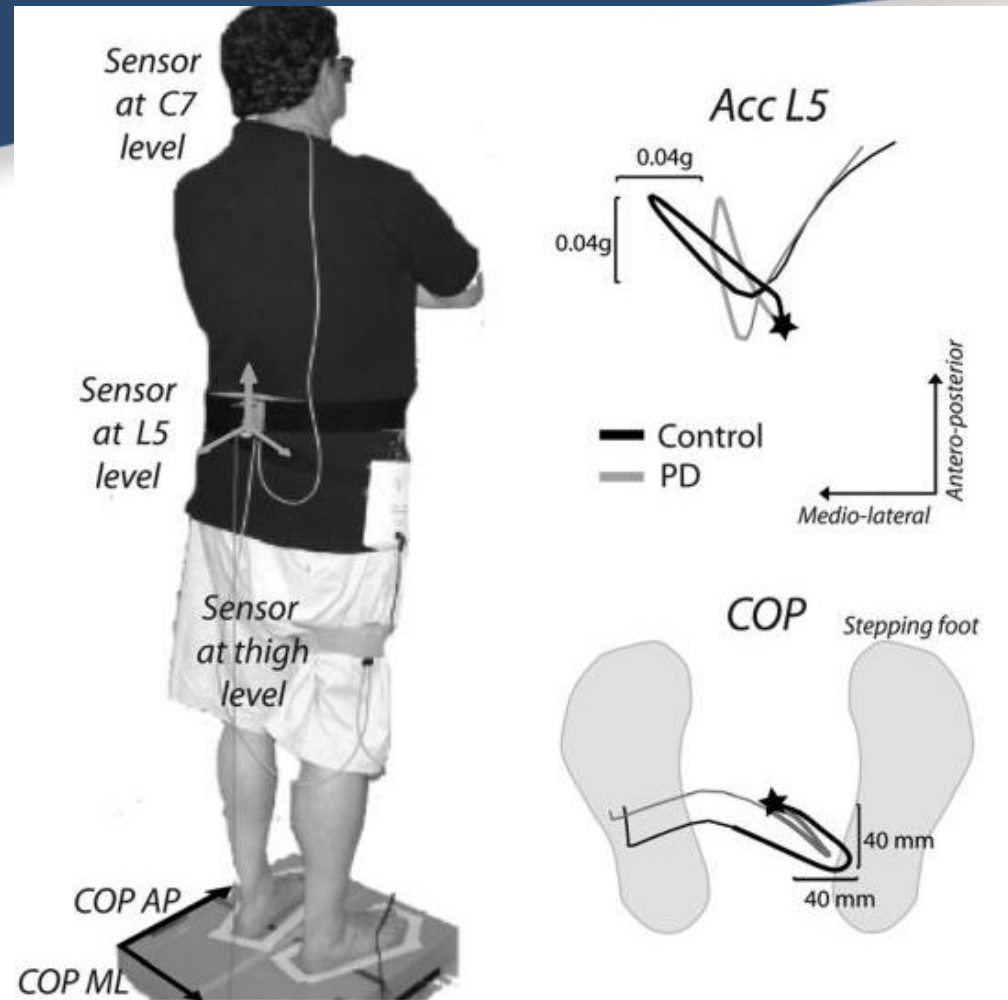 Sensor
at C7
level
Sensor
at L5
level
Sensor
at thigh
level
COP AP
COP ML
Acc L5
0.04g
0.04g
Control
PD
Antero-posterior
Medio-lateral
COP
Stepping foot
40 mm
40 mm